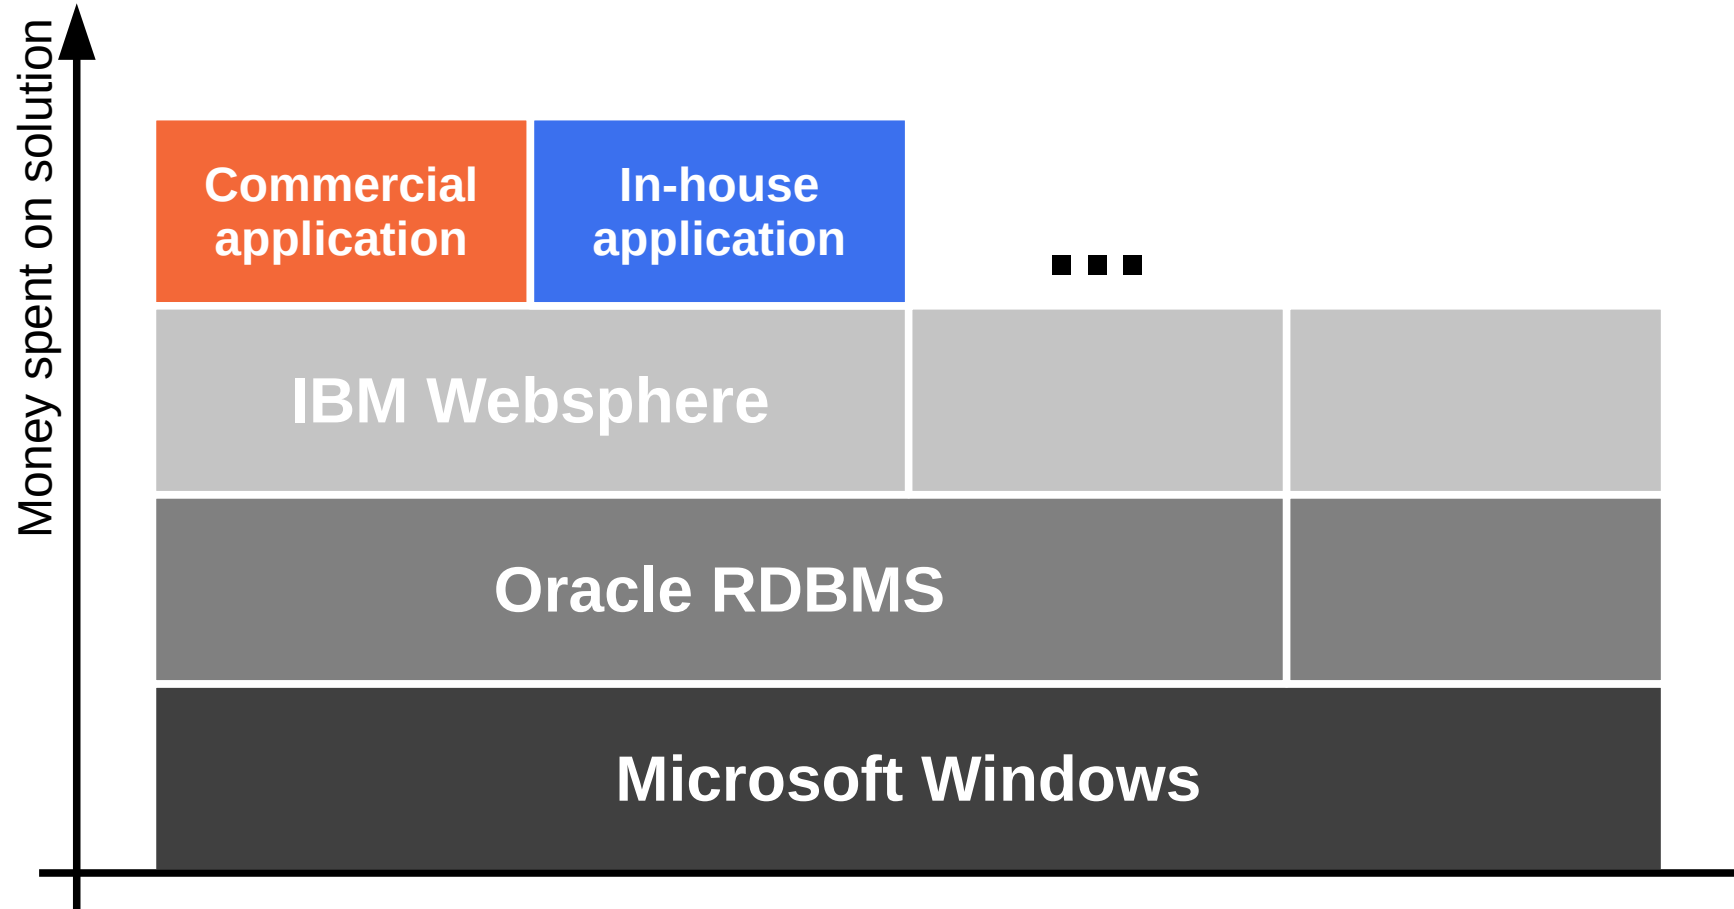 Money spent on solution
Commercial
application
In-house
application
...
IBM Websphere
Oracle RDBMS
Microsoft Windows